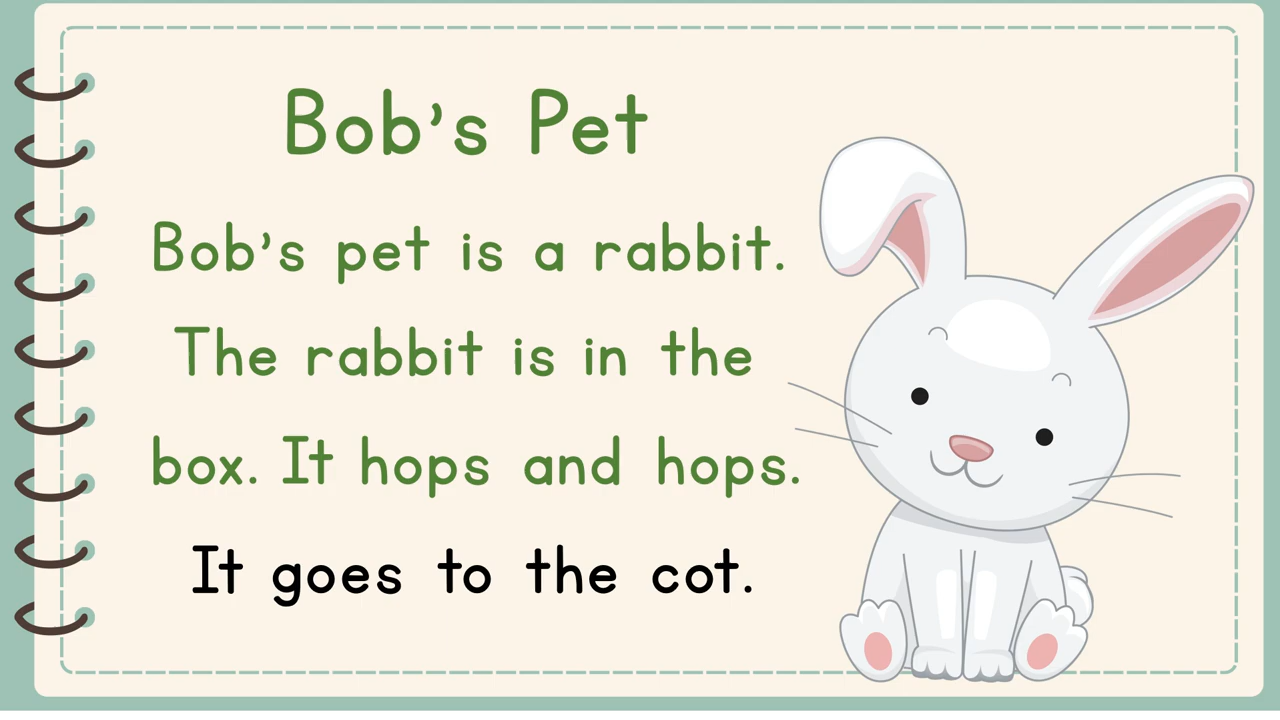 Bob's Pet
Bob's pet is a rabbit.
The rabbit is in the
box. It hops and hops.
It goes to the cot.